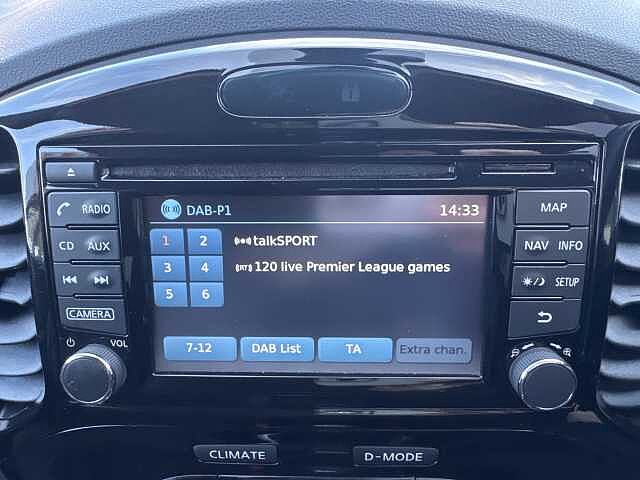 DAB-P1 14:33
RADIO
MAP
1 2 talkSPORT
CD AUX
NAV INFO
3 4 120 live Premier League games
SETUP
5 6
CAMERA
VOL
7-12 DAB List TA Extra chan.
CLIMATE
D-MODE